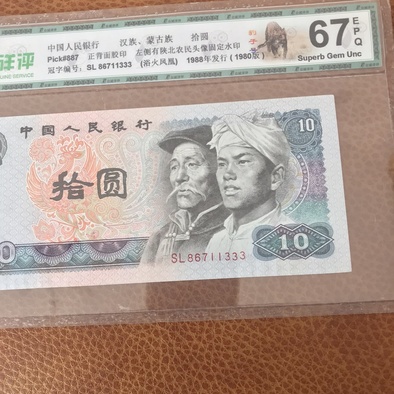 中国人民银行 汉族、蒙古族 拾圆
Pick#887 正背面胶印 左侧有陕北农民头像固定水印
冠字编号: SL 86711333 (浴火凤凰) 1988年发行 (1980版)
67 EPQ
Superb Gem Unc
中国人民银行
10
拾圆
SL86711333
10